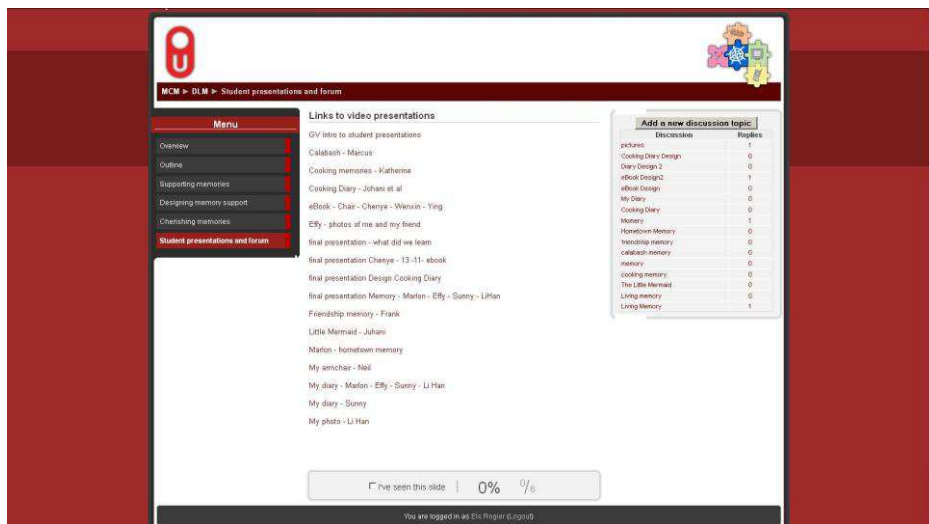 MCM ► DLM ► Student presentations and forum
Menu
Overview
Outline
Supporting memories
Designing memory support
Cherishing memories
Student presentations and forum
Links to video presentations
GV intro to student presentations
Calabash - Marcus
Cooking memories - Katherine
Cooking Diary - Johani et al
eBook - Chair - Chenye - Wenxin - Ying
Effy - photos of me and my friend
final presentation - what did we learn
final presentation Chenye - 13 -11- ebook
final presentation Design Cooking Diary
final presentation Memory - Marlon - Effy - Sunny - LiHan
Friendship memory - Frank
Little Mermaid - Juhani
Marlon - hometown memory
My armchair - Neil
My diary - Marlon - Effy - Sunny - Li Han
My diary - Sunny
My photo - Li Han
Add a new discussion topic
Discussion Replies
pictures 1
Cooking Diary Design 0
Diary Design 2 0
eBook Design2 1
eBook Design 0
My Diary 0
Cooking Diary 0
Momery 1
Hometown Memory 0
friendship memory 0
calabash memory 0
memory 0
cooking memory 0
The Little Mermaid 0
Living memory 0
Living Memory 1
I've seen this slide | 0% 0/6
You are logged in as Els Rogier (Logout)